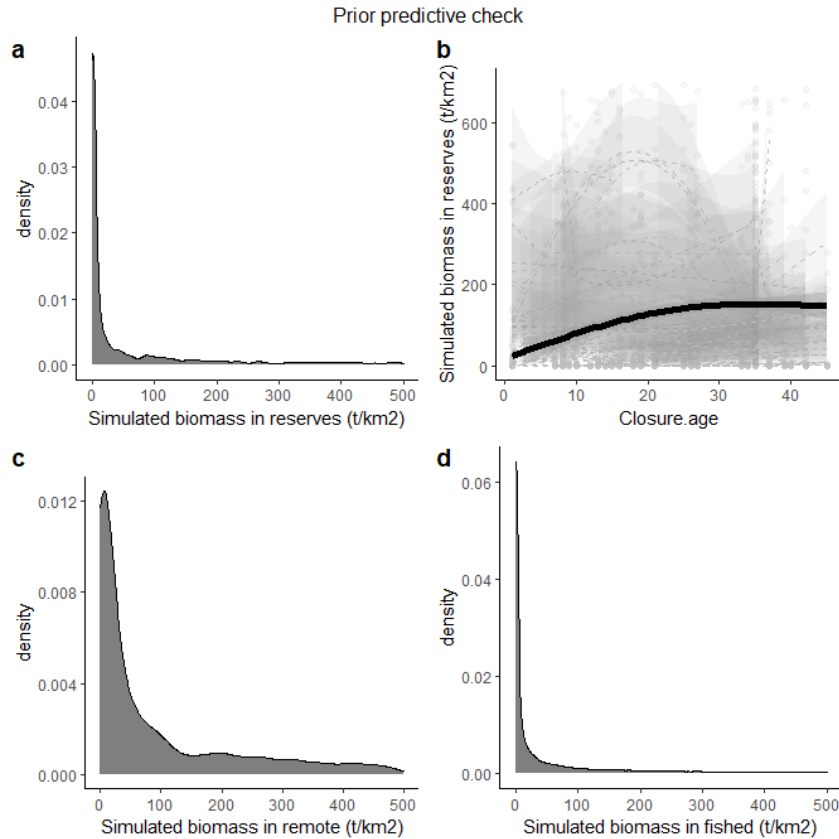 Prior predictive check
a
density
0.04
0.03
0.02
0.01
0.00
0 100 200 300 400 500
Simulated biomass in reserves (t/km2)
b
Simulated biomass in reserves (t/km2)
600
400
200
0
0 10 20 30 40
Closure.age
c
density
0.012
0.008
0.004
0.000
0 100 200 300 400 500
Simulated biomass in remote (t/km2)
d
density
0.06
0.04
0.02
0.00
0 100 200 300 400 500
Simulated biomass in fished (t/km2)